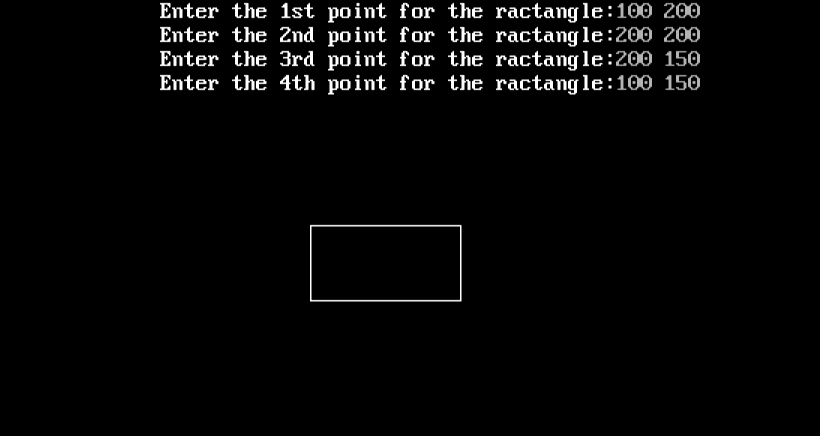 Enter the 1st point for the ractangle:100 200
Enter the 2nd point for the ractangle:200 200
Enter the 3rd point for the ractangle:200 150
Enter the 4th point for the ractangle:100 150